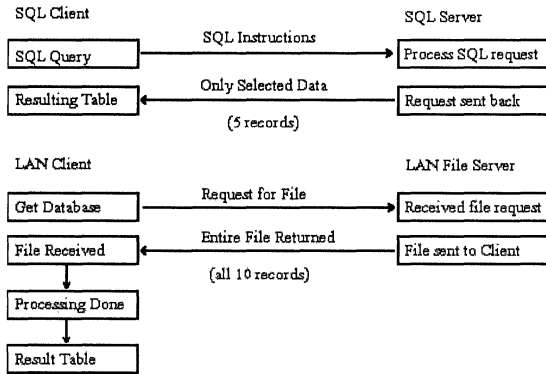 SQL Client
SQL Server
SQL Instructions
SQL Query
Process SQL request
Only Selected Data
Resulting Table
Request sent back
(5 records)
LAN Client
LAN File Server
Request for File
Get Database
Received file request
Entire File Returned
File Received
File sent to Client
(all 10 records)
Processing Done
Result Table